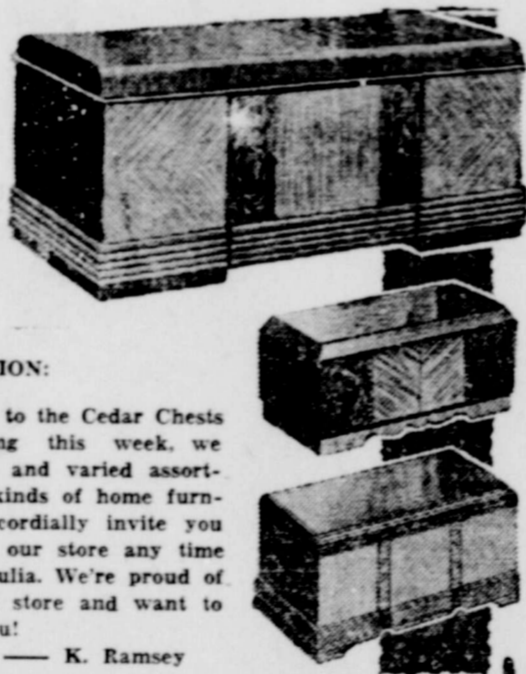 ION:
to the Cedar Chests
ng this week, we
and varied assort-
kinds of home furn-
cordially invite you
our store any time
ulia. We're proud of
store and want to
u!
—— K. Ramsey